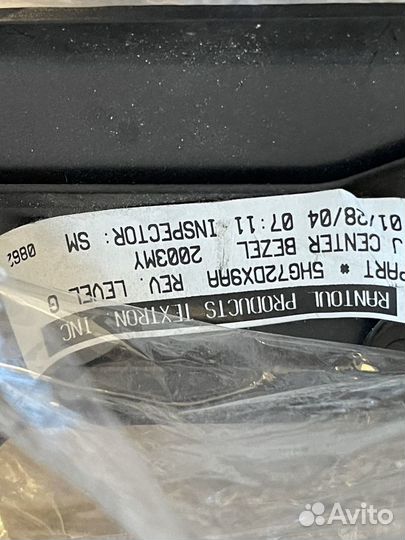 RANTOUL PRODUCTS TEXTRON. INC
PART # 5HG72DX9AA REV. LEVEL G
J CENTER BEZEL 2003MY
01/28/04 07:11 INSPECTOR: SM
0862
Avito